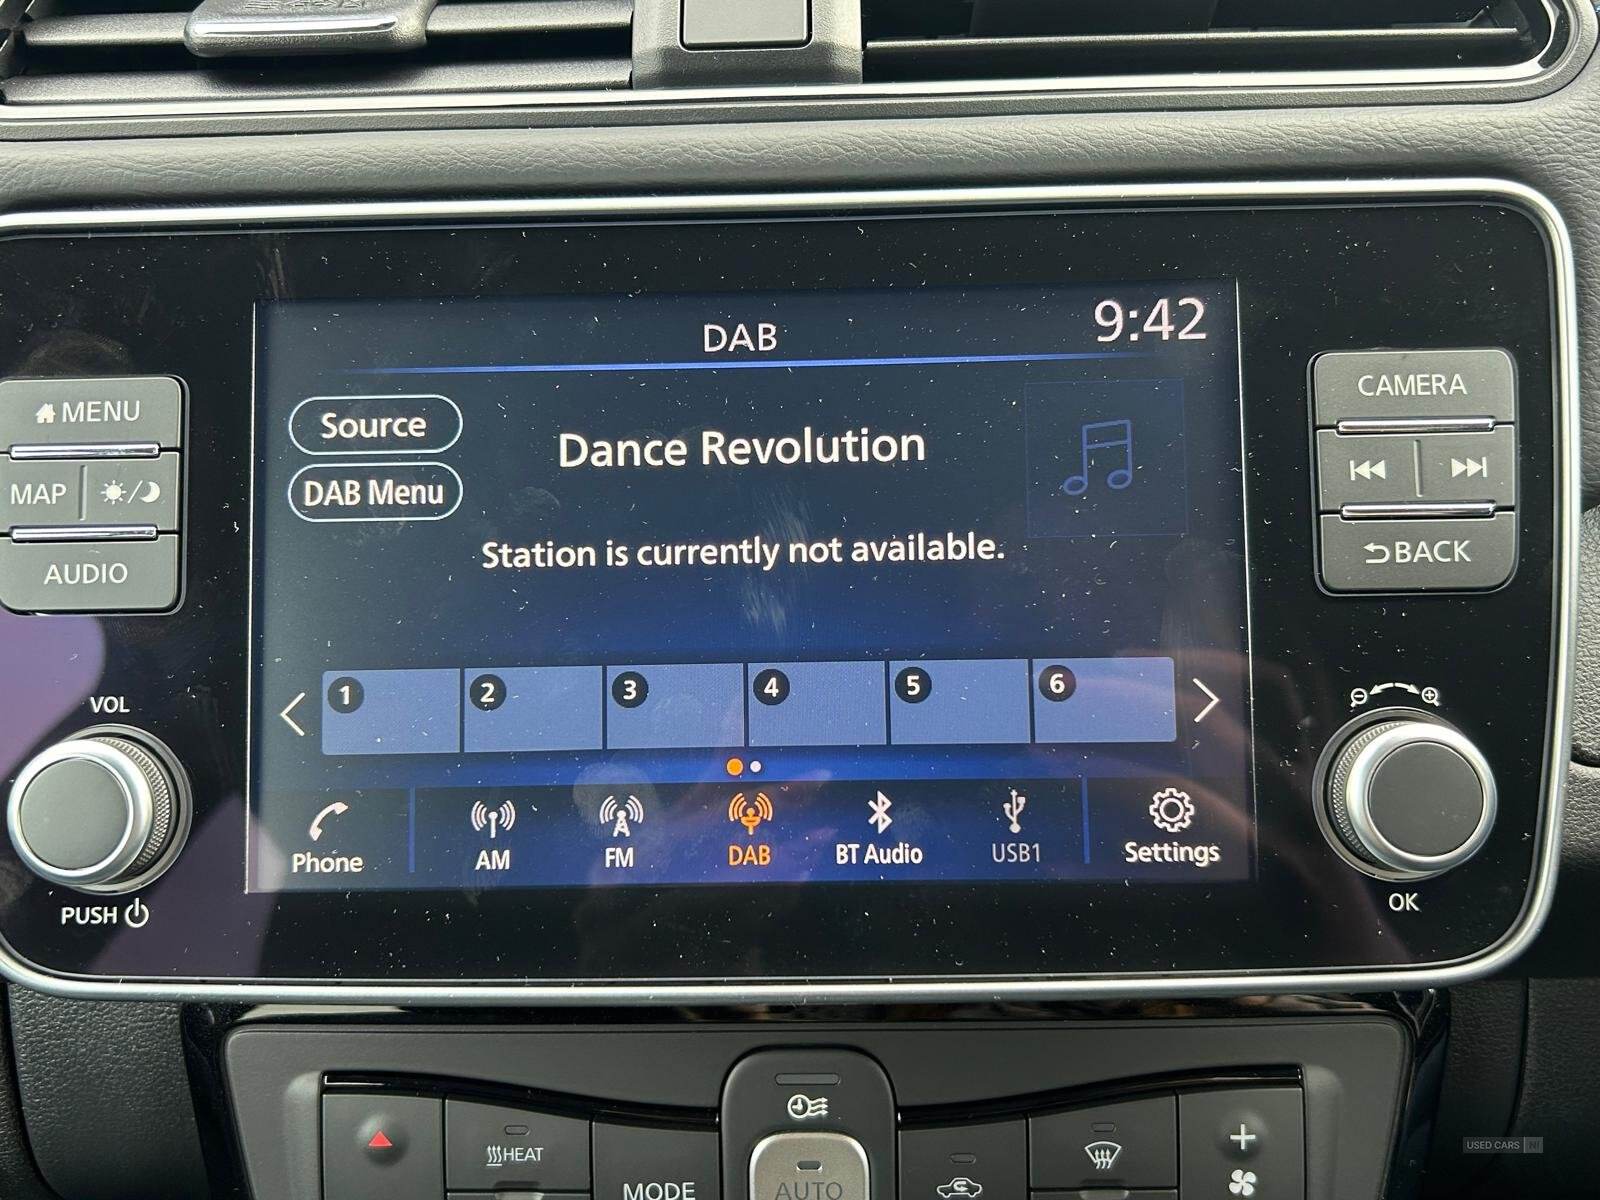 DAB
9:42
MENU
MAP
AUDIO
Source
DAB Menu
Dance Revolution
Station is currently not available.
CAMERA
BACK
1 2 3 4 5 6
VOL
PUSH
Phone
AM
FM
DAB
BT Audio
USB1
Settings
OK
HEAT
MODE
AUTO
USED CARS NI